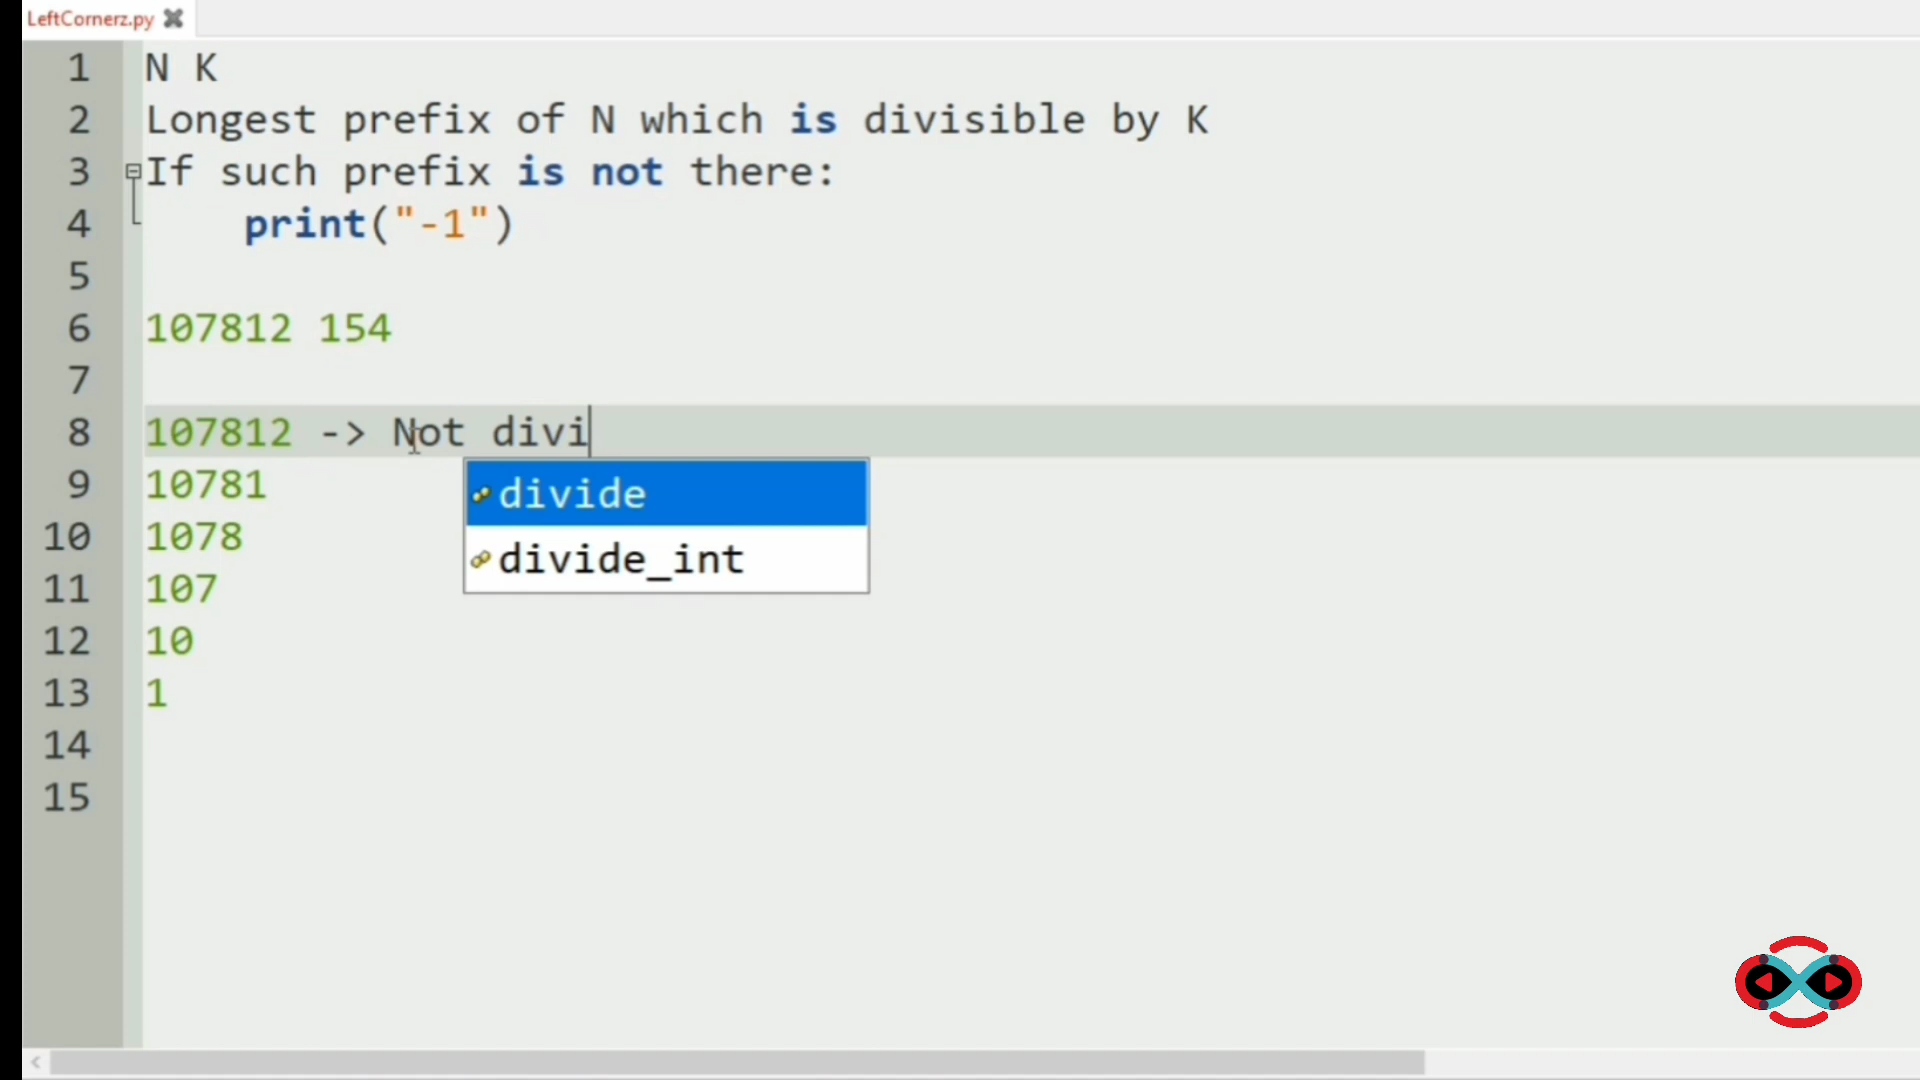 LeftCornerz.py
1 N K
2 Longest prefix of N which is divisible by K
3 If such prefix is not there:
4 print("-1")
5
6 107812 154
7
8 107812 -> Not divi
9 10781
divide
10 1078
divide_int
11 107
12 10
13 1
14
15